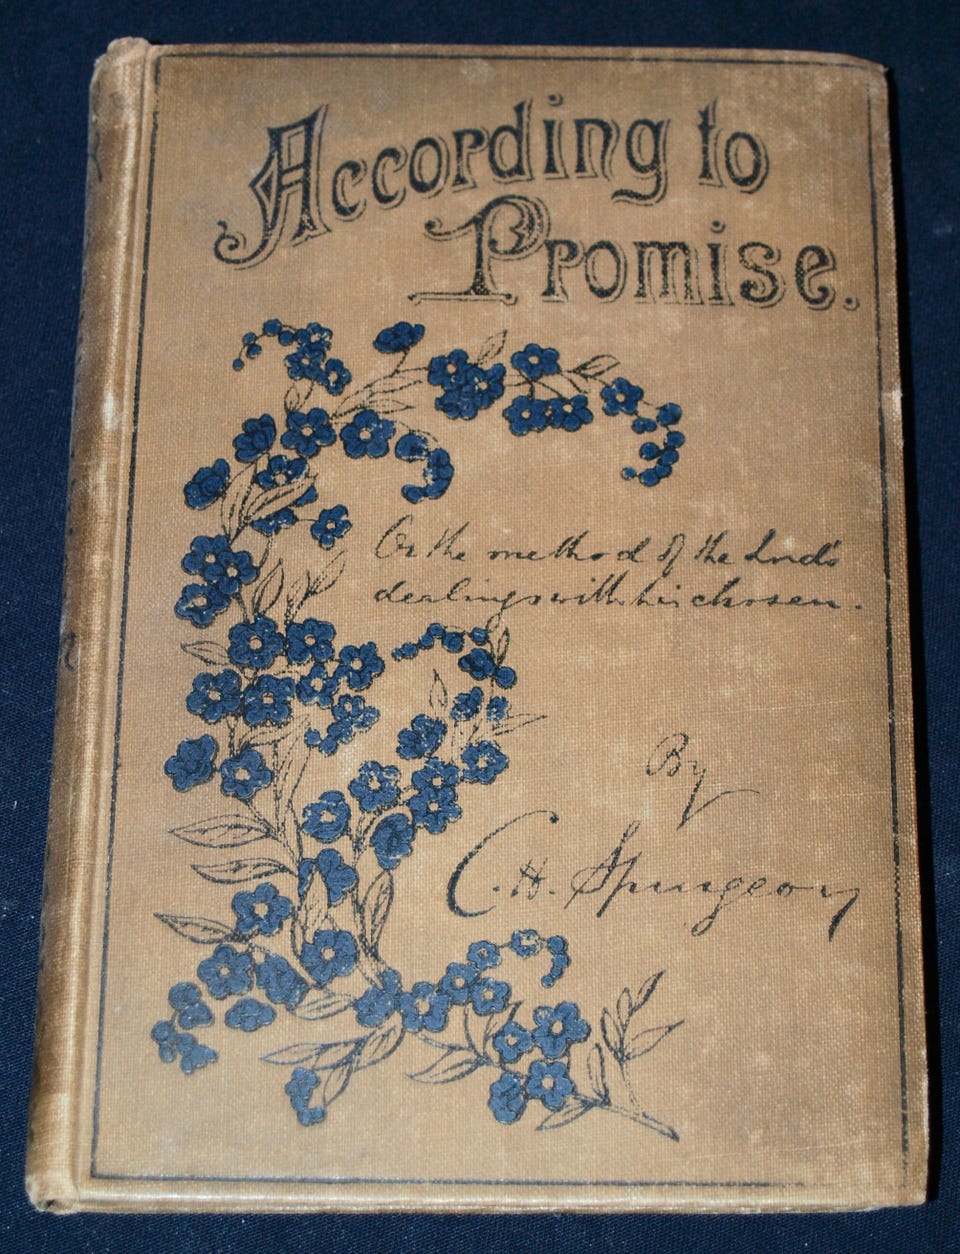 According to
Promise.
Or the method of the Lord's
dealings with his chosen.
By
C. H. Spurgeon